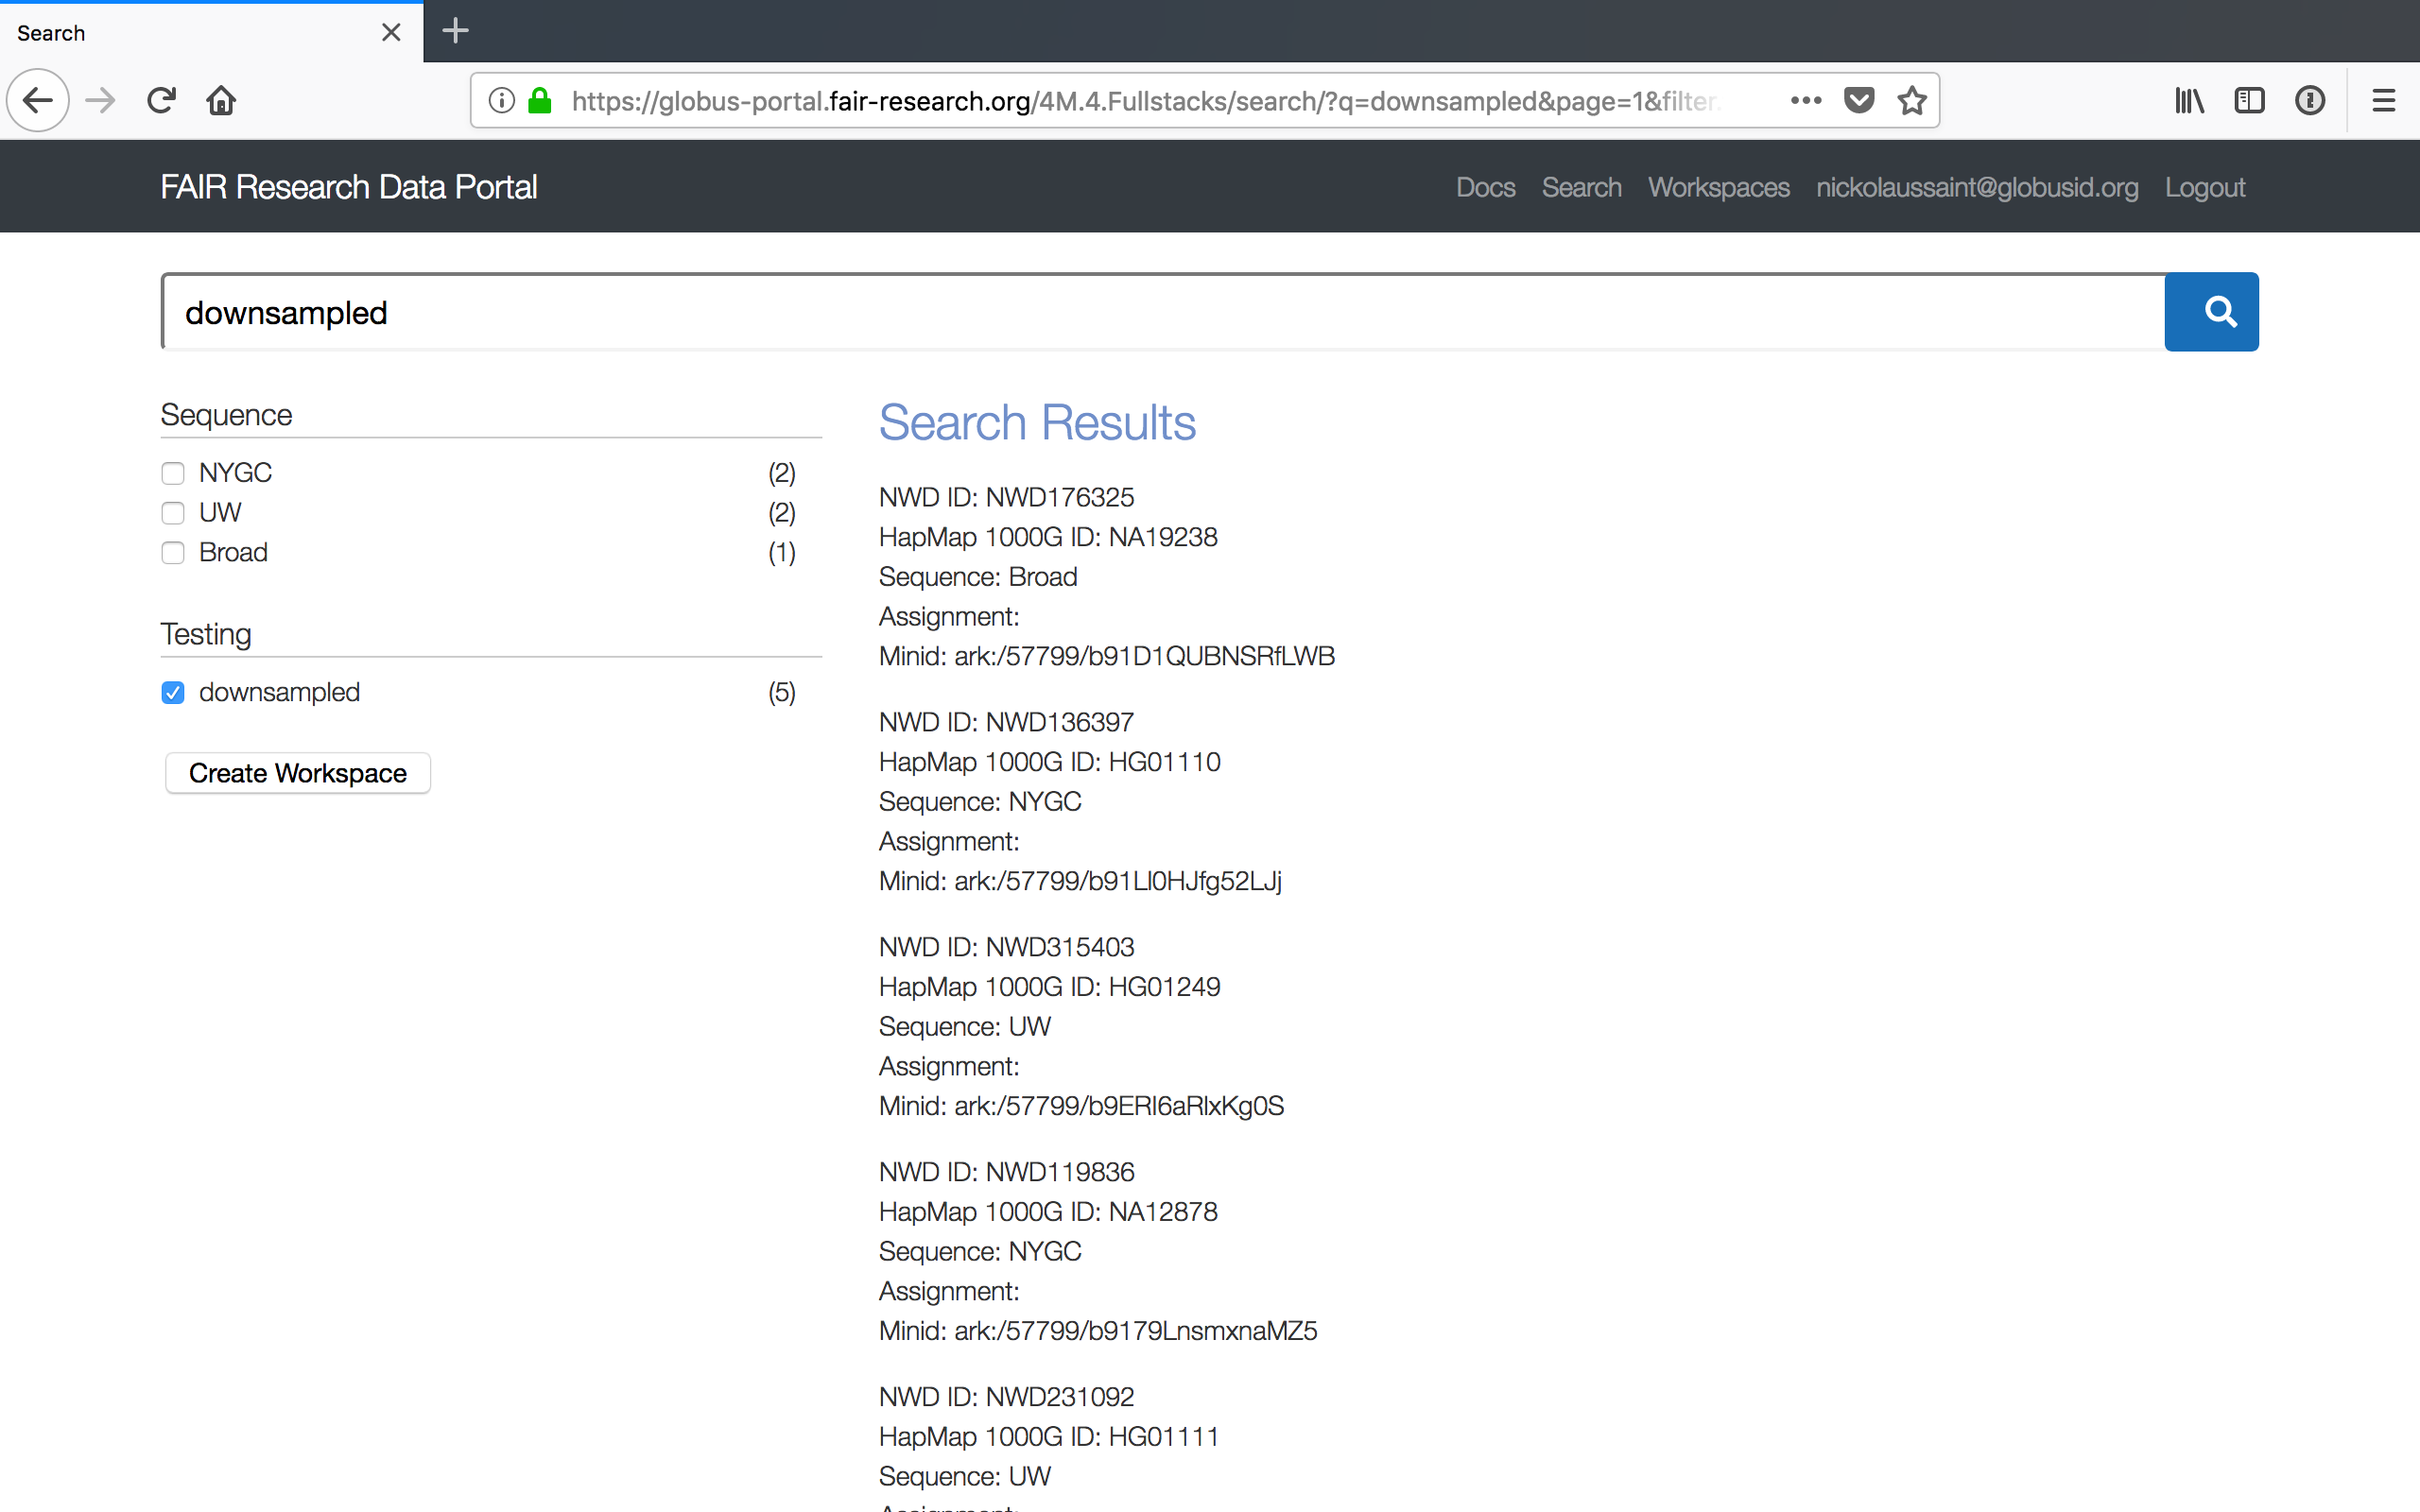 Search
https://globus-portal.fair-research.org/4M.4.Fullstacks/search/?q=downsampled&page=1&filter.
FAIR Research Data Portal
Docs Search Workspaces nickolaussaint@globusid.org Logout
downsampled
Sequence
NYGC (2)
UW (2)
Broad (1)
Testing
downsampled (5)
Create Workspace
Search Results
NWD ID: NWD176325
HapMap 1000G ID: NA19238
Sequence: Broad
Assignment:
Minid: ark:/57799/b91D1QUBNSRfLWB
NWD ID: NWD136397
HapMap 1000G ID: HG01110
Sequence: NYGC
Assignment:
Minid: ark:/57799/b91LI0HJfg52LJj
NWD ID: NWD315403
HapMap 1000G ID: HG01249
Sequence: UW
Assignment:
Minid: ark:/57799/b9ERI6aRlxKg0S
NWD ID: NWD119836
HapMap 1000G ID: NA12878
Sequence: NYGC
Assignment:
Minid: ark:/57799/b9179LnsmxnaMZ5
NWD ID: NWD231092
HapMap 1000G ID: HG01111
Sequence: UW